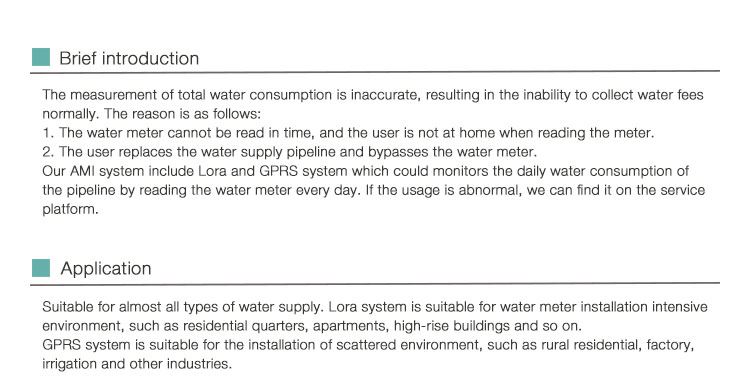 Brief introduction
The measurement of total water consumption is inaccurate, resulting in the inability to collect water fees
normally. The reason is as follows:
1. The water meter cannot be read in time, and the user is not at home when reading the meter.
2. The user replaces the water supply pipeline and bypasses the water meter.
Our AMI system include Lora and GPRS system which could monitors the daily water consumption of
the pipeline by reading the water meter every day. If the usage is abnormal, we can find it on the service
platform.
Application
Suitable for almost all types of water supply. Lora system is suitable for water meter installation intensive
environment, such as residential quarters, apartments, high-rise buildings and so on.
GPRS system is suitable for the installation of scattered environment, such as rural residential, factory,
irrigation and other industries.